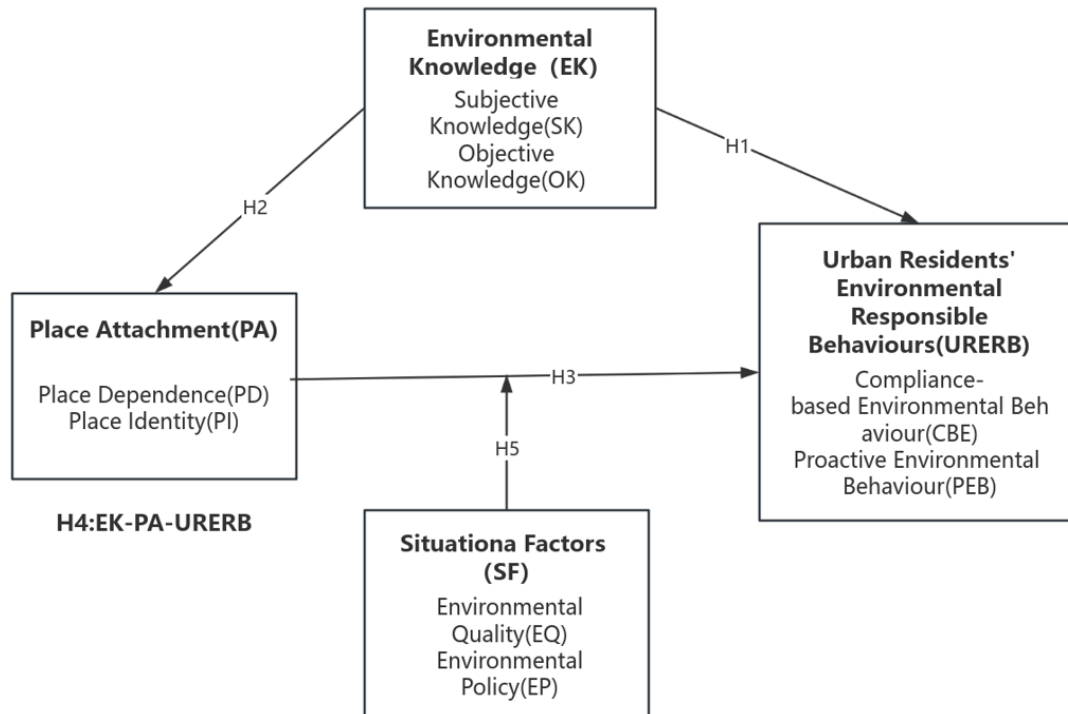 Environmental
Knowledge (EK)
Subjective
Knowledge(SK)
Objective
Knowledge(OK)
H1
H2
Place Attachment(PA)
Place Dependence(PD)
Place Identity(PI)
H3
Urban Residents'
Environmental
Responsible
Behaviours(URERB)
Compliance-
based Environmental Beh
aviour(CBE)
Proactive Environmental
Behaviour(PEB)
H5
H4:EK-PA-URERB
Situationa Factors
(SF)
Environmental
Quality(EQ)
Environmental
Policy(EP)